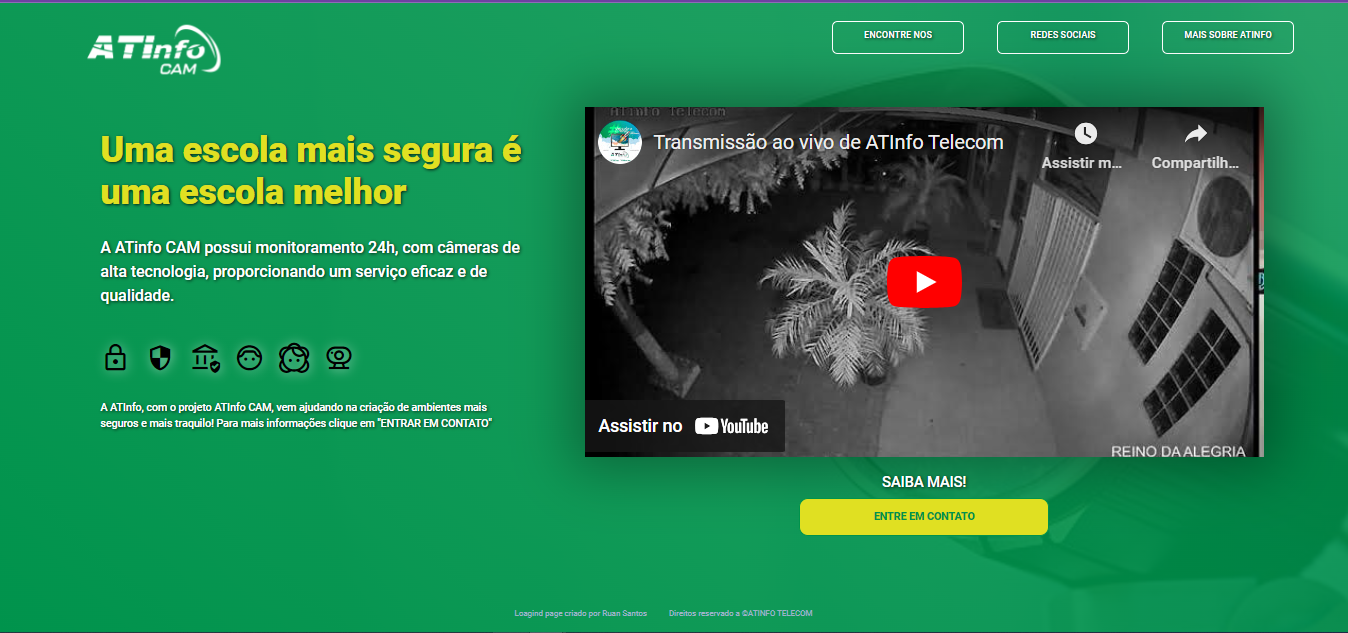 ATInfo
CAM
ENCONTRE NOS
REDES SOCIAIS
MAIS SOBRE ATINFO
Uma escola mais segura é
uma escola melhor
A ATinfo CAM possui monitoramento 24h, com câmeras de
alta tecnologia, proporcionando um serviço eficaz e de
qualidade.
A ATInfo, com o projeto ATInfo CAM, vem ajudando na criação de ambientes mais
seguros e mais traquilo! Para mais informações clique em "ENTRAR EM CONTATO"
ATInfo Telecom
Transmissão ao vivo de ATInfo Telecom
Assistir m...
Compartilh...
Assistir no YouTube
REINO DA ALEGRIA
SAIBA MAIS!
ENTRE EM CONTATO
Loagind page criado por Ruan Santos
Direitos reservado a ©ATINFO TELECOM